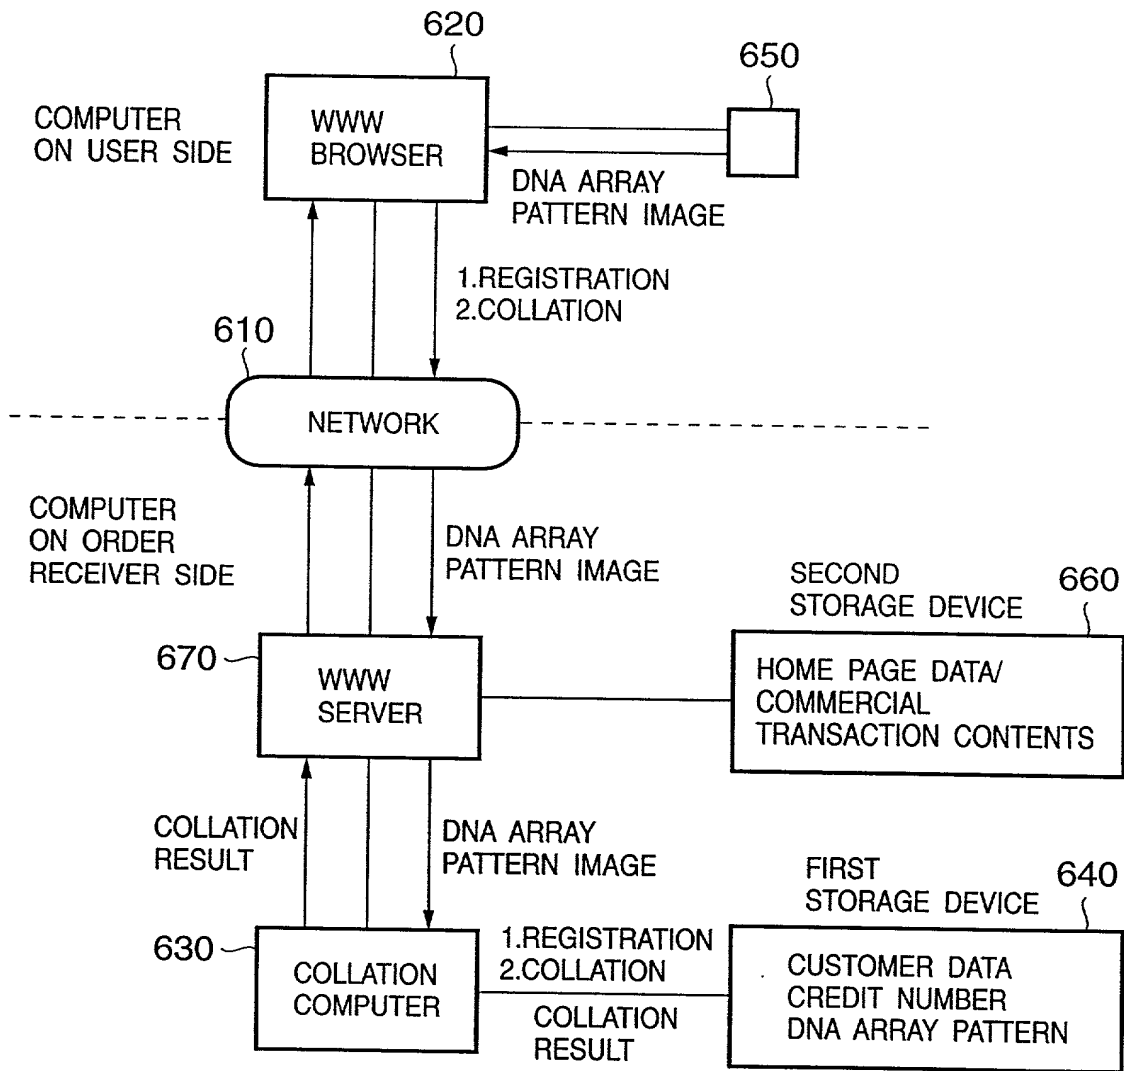 620
650
COMPUTER
ON USER SIDE
WWW
BROWSER
DNA ARRAY
PATTERN IMAGE
1.REGISTRATION
2.COLLATION
610
NETWORK
COMPUTER
ON ORDER
RECEIVER SIDE
DNA ARRAY
PATTERN IMAGE
SECOND
STORAGE DEVICE
660
670
WWW
SERVER
HOME PAGE DATA/
COMMERCIAL
TRANSACTION CONTENTS
COLLATION
RESULT
DNA ARRAY
PATTERN IMAGE
FIRST
STORAGE DEVICE
640
630
COLLATION
COMPUTER
1.REGISTRATION
2.COLLATION
COLLATION
RESULT
CUSTOMER DATA
CREDIT NUMBER
DNA ARRAY PATTERN